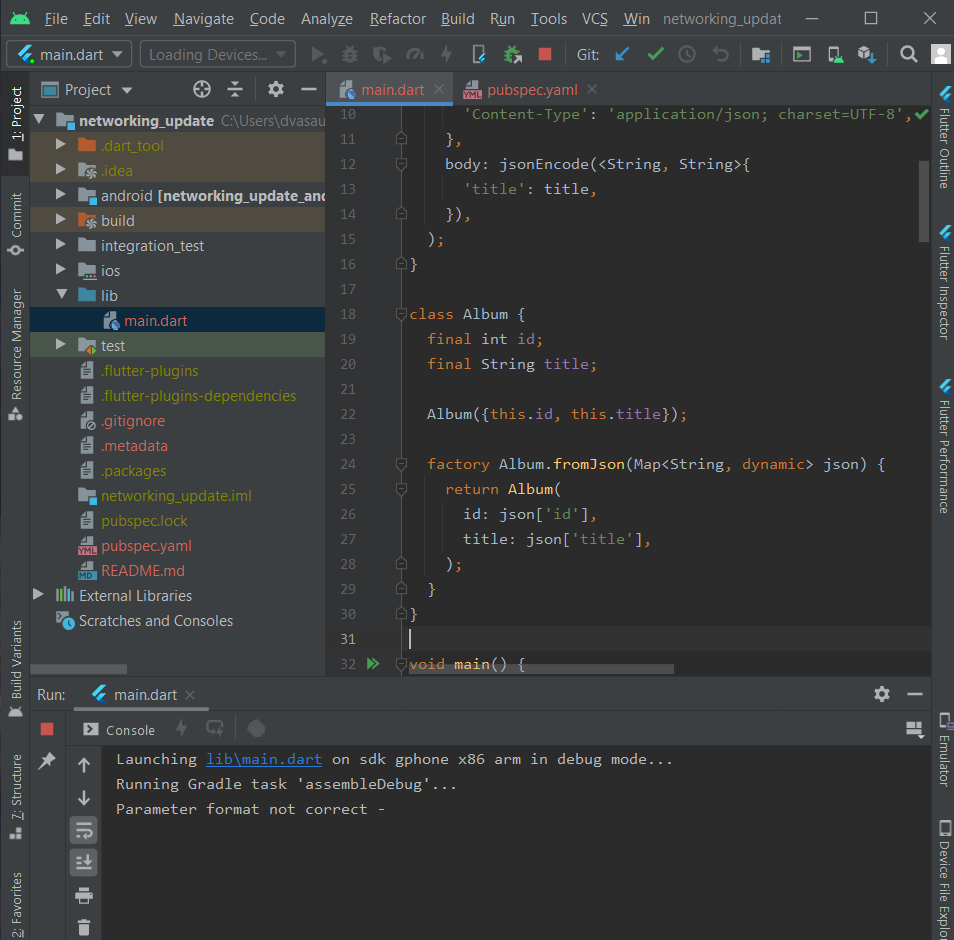 File Edit View Navigate Code Analyze Refactor Build Run Tools VCS Win networking_updat
main.dart Loading Devices... Git:
Project
main.dart
pubspec.yaml
1: Project
Commit
Resource Manager
Build Variants
7: Structure
2: Favorites
networking_update C:\Users\dvasau
.dart_tool
.idea
android [networking_update_and
build
integration_test
ios
lib
main.dart
test
.flutter-plugins
.flutter-plugins-dependencies
.gitignore
.metadata
.packages
networking_update.iml
pubspec.lock
YML pubspec.yaml
MD README.md
External Libraries
Scratches and Consoles
10 'Content-Type': 'application/json; charset=UTF-8',
11 },
12 body: jsonEncode(<String, String>{
13 'title': title,
14 }),
15 );
16 }
17
18 class Album {
19 final int id;
20 final String title;
21
22 Album({this.id, this.title});
23
24 factory Album.fromJson(Map<String, dynamic> json) {
25 return Album(
26 id: json['id'],
27 title: json['title'],
28 );
29 }
30 }
31
32 void main() {
Flutter Outline
Flutter Inspector
Flutter Performance
Emulator
Device File Explo
Run: main.dart
Console
Launching lib\main.dart on sdk gphone x86 arm in debug mode...
Running Gradle task 'assembleDebug'...
Parameter format not correct -